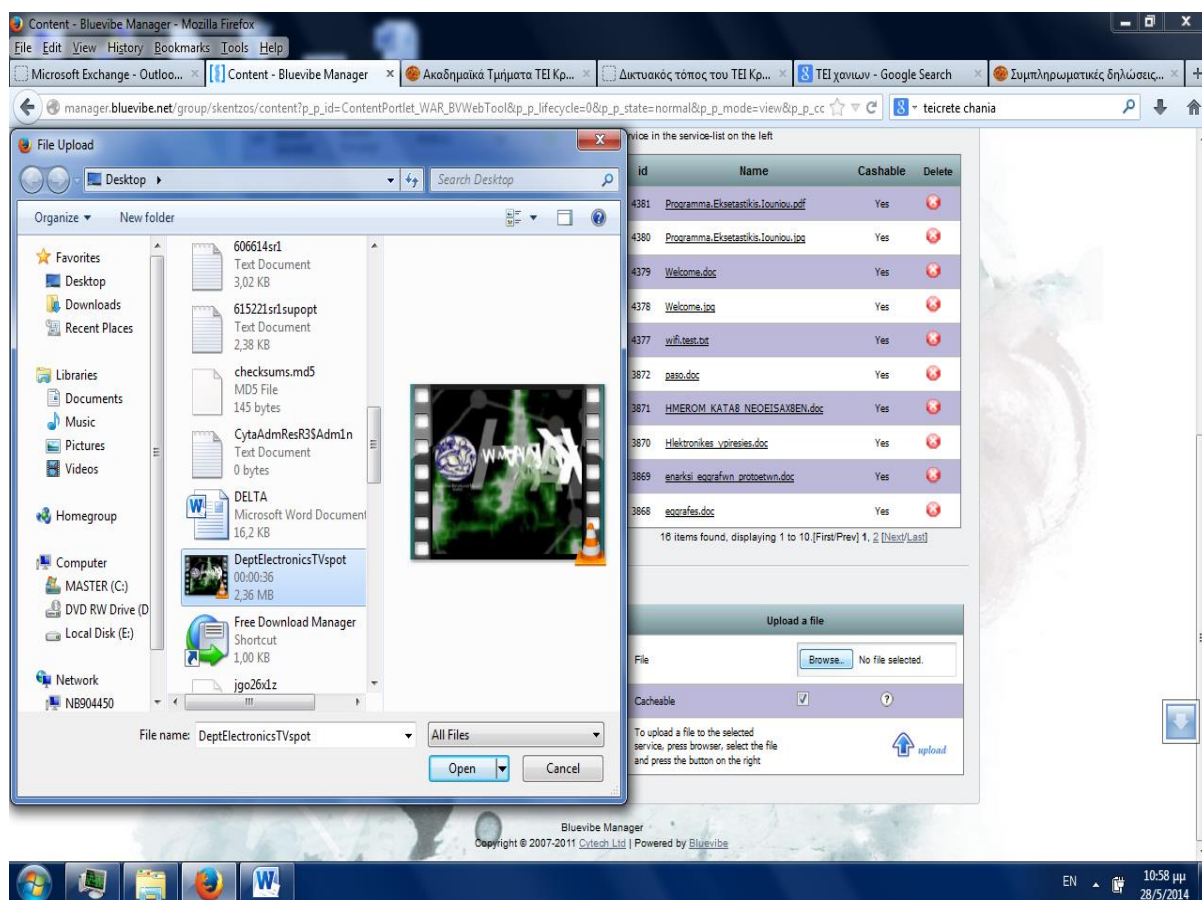 Content - Bluevibe Manager - Mozilla Firefox
File Edit View History Bookmarks Tools Help
Microsoft Exchange - Outloo...
Content - Bluevibe Manager
Ακαδημαϊκά Τμήματα ΤΕΙ Κρ...
Δικτυακός τόπος του ΤΕΙ Κρ...
ΤΕΙ χανιων - Google Search
Συμπληρωματικές δηλώσεις...
manager.bluevibe.net/group/skentzos/content?p_p_id=ContentPortlet_WAR_BVWebTool&p_p_lifecycle=0&p_p_state=normal&p_p_mode=view&p_p_cc
teicrete chania
File Upload
Desktop
Search Desktop
Organize New folder
Favorites
Desktop
Downloads
Recent Places
Libraries
Documents
Music
Pictures
Videos
Homegroup
Computer
MASTER (C:)
DVD RW Drive (D
Local Disk (E:)
Network
NB904450
606614sr1
Text Document
3,02 KB
615221sr1supopt
Text Document
2,38 KB
checksums.md5
MD5 File
145 bytes
CytaAdmResR3$Adm1n
Text Document
0 bytes
DELTA
Microsoft Word Document
16,2 KB
DeptElectronicsTVspot
00:00:36
2,36 MB
Free Download Manager
Shortcut
1,00 KB
jgo26x1z
File name: DeptElectronicsTVspot
All Files
Open Cancel
rvice in the service-list on the left
id Name Cashable Delete
4381 Programma.Eksetastikis.Iouniou.pdf Yes
4380 Programma.Eksetastikis.Iouniou.jpg Yes
4379 Welcome.doc Yes
4378 Welcome.jpg Yes
4377 wifi.test.txt Yes
3872 paso.doc Yes
3871 HMEROM KATAB NEOEISAXBEN.doc Yes
3870 Hlektronikes ypiresies.doc Yes
3869 enarksi eggrafwn protoetwn.doc Yes
3868 eggrafes.doc Yes
16 items found, displaying 1 to 10.[First/Prev] 1, 2 [Next/Last]
Upload a file
File Browse... No file selected.
Cacheable ?
To upload a file to the selected
service, press browser, select the file
and press the button on the right
upload
Bluevibe Manager
Copyright © 2007-2011 Cytech Ltd | Powered by Bluevibe
EN
10:58 μμ
28/5/2014